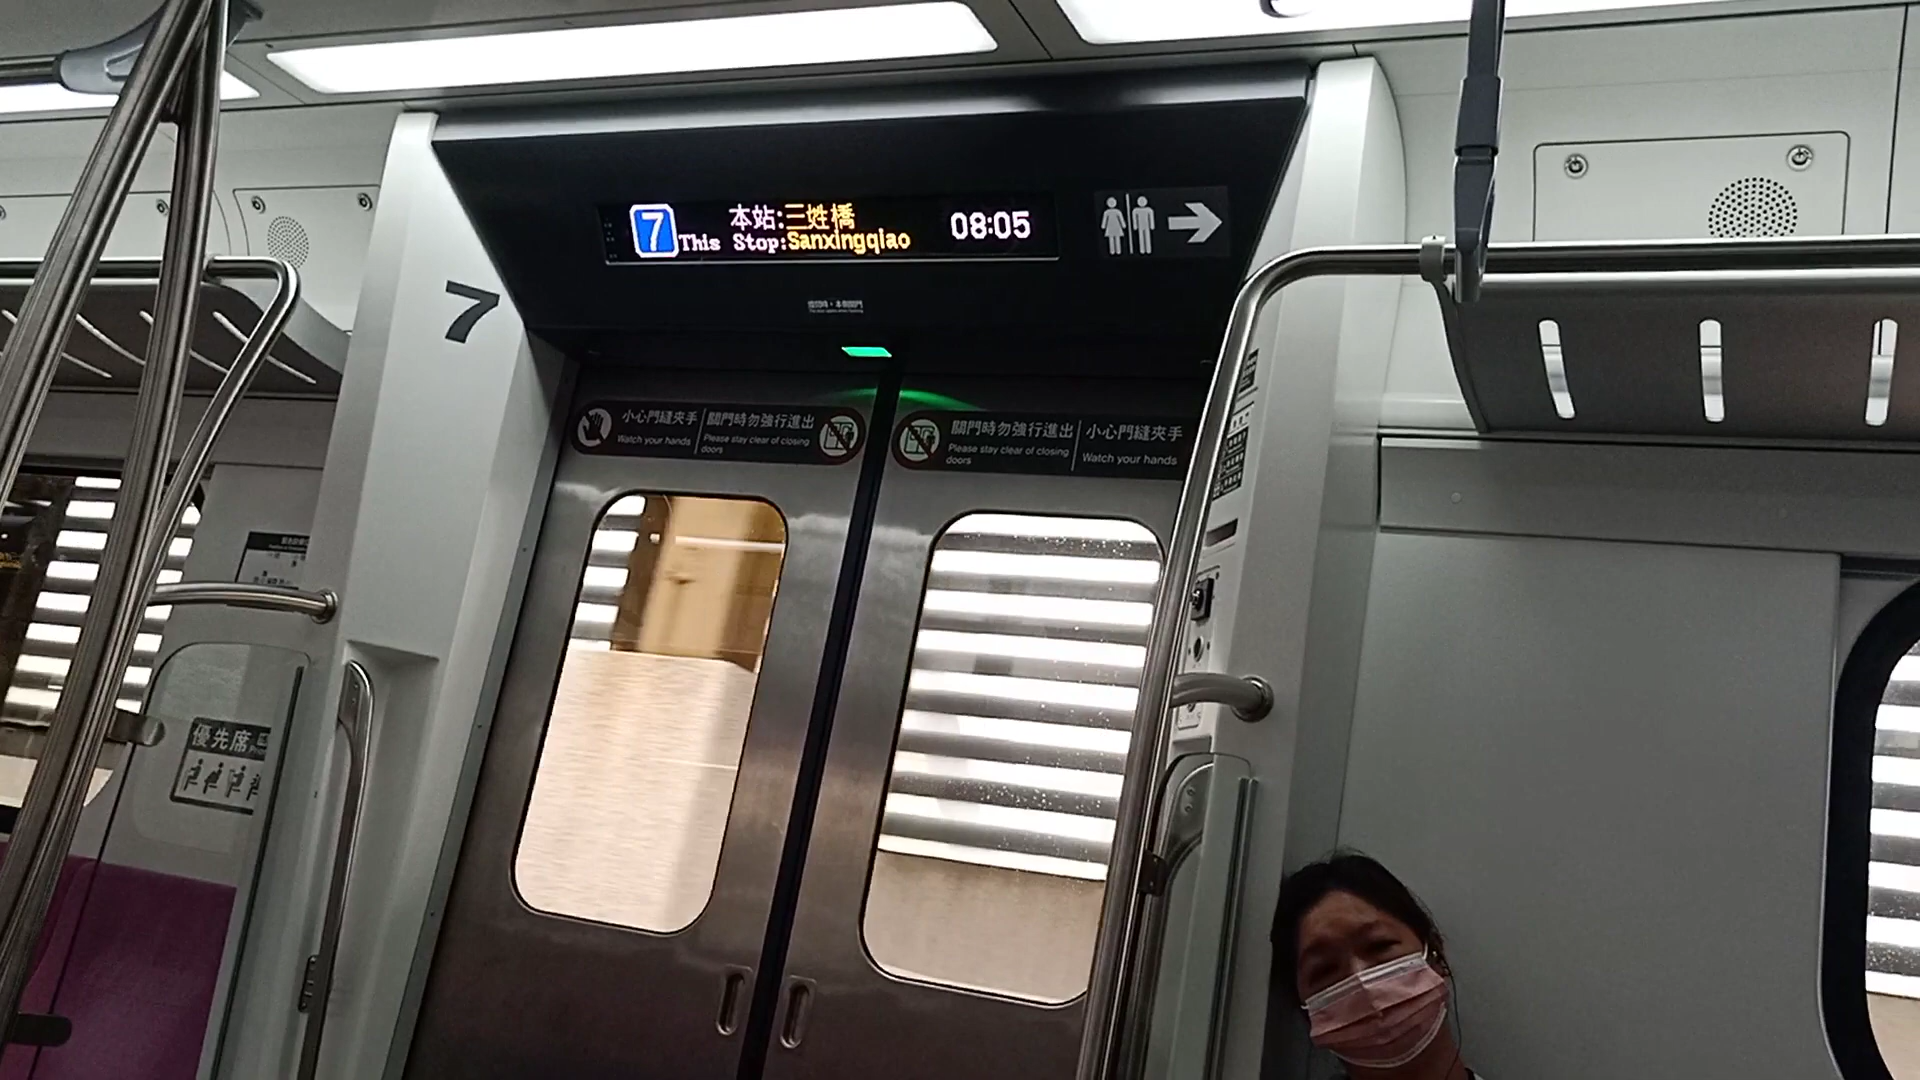 7
本站:三姓橋
This Stop:Sanxingqiao
08:05
7
小心門縫夾手
Watch your hands
關門時勿強行進出
Please stay clear of closing
doors
關門時勿強行進出
Please stay clear of closing
doors
小心門縫夾手
Watch your hands
優先席